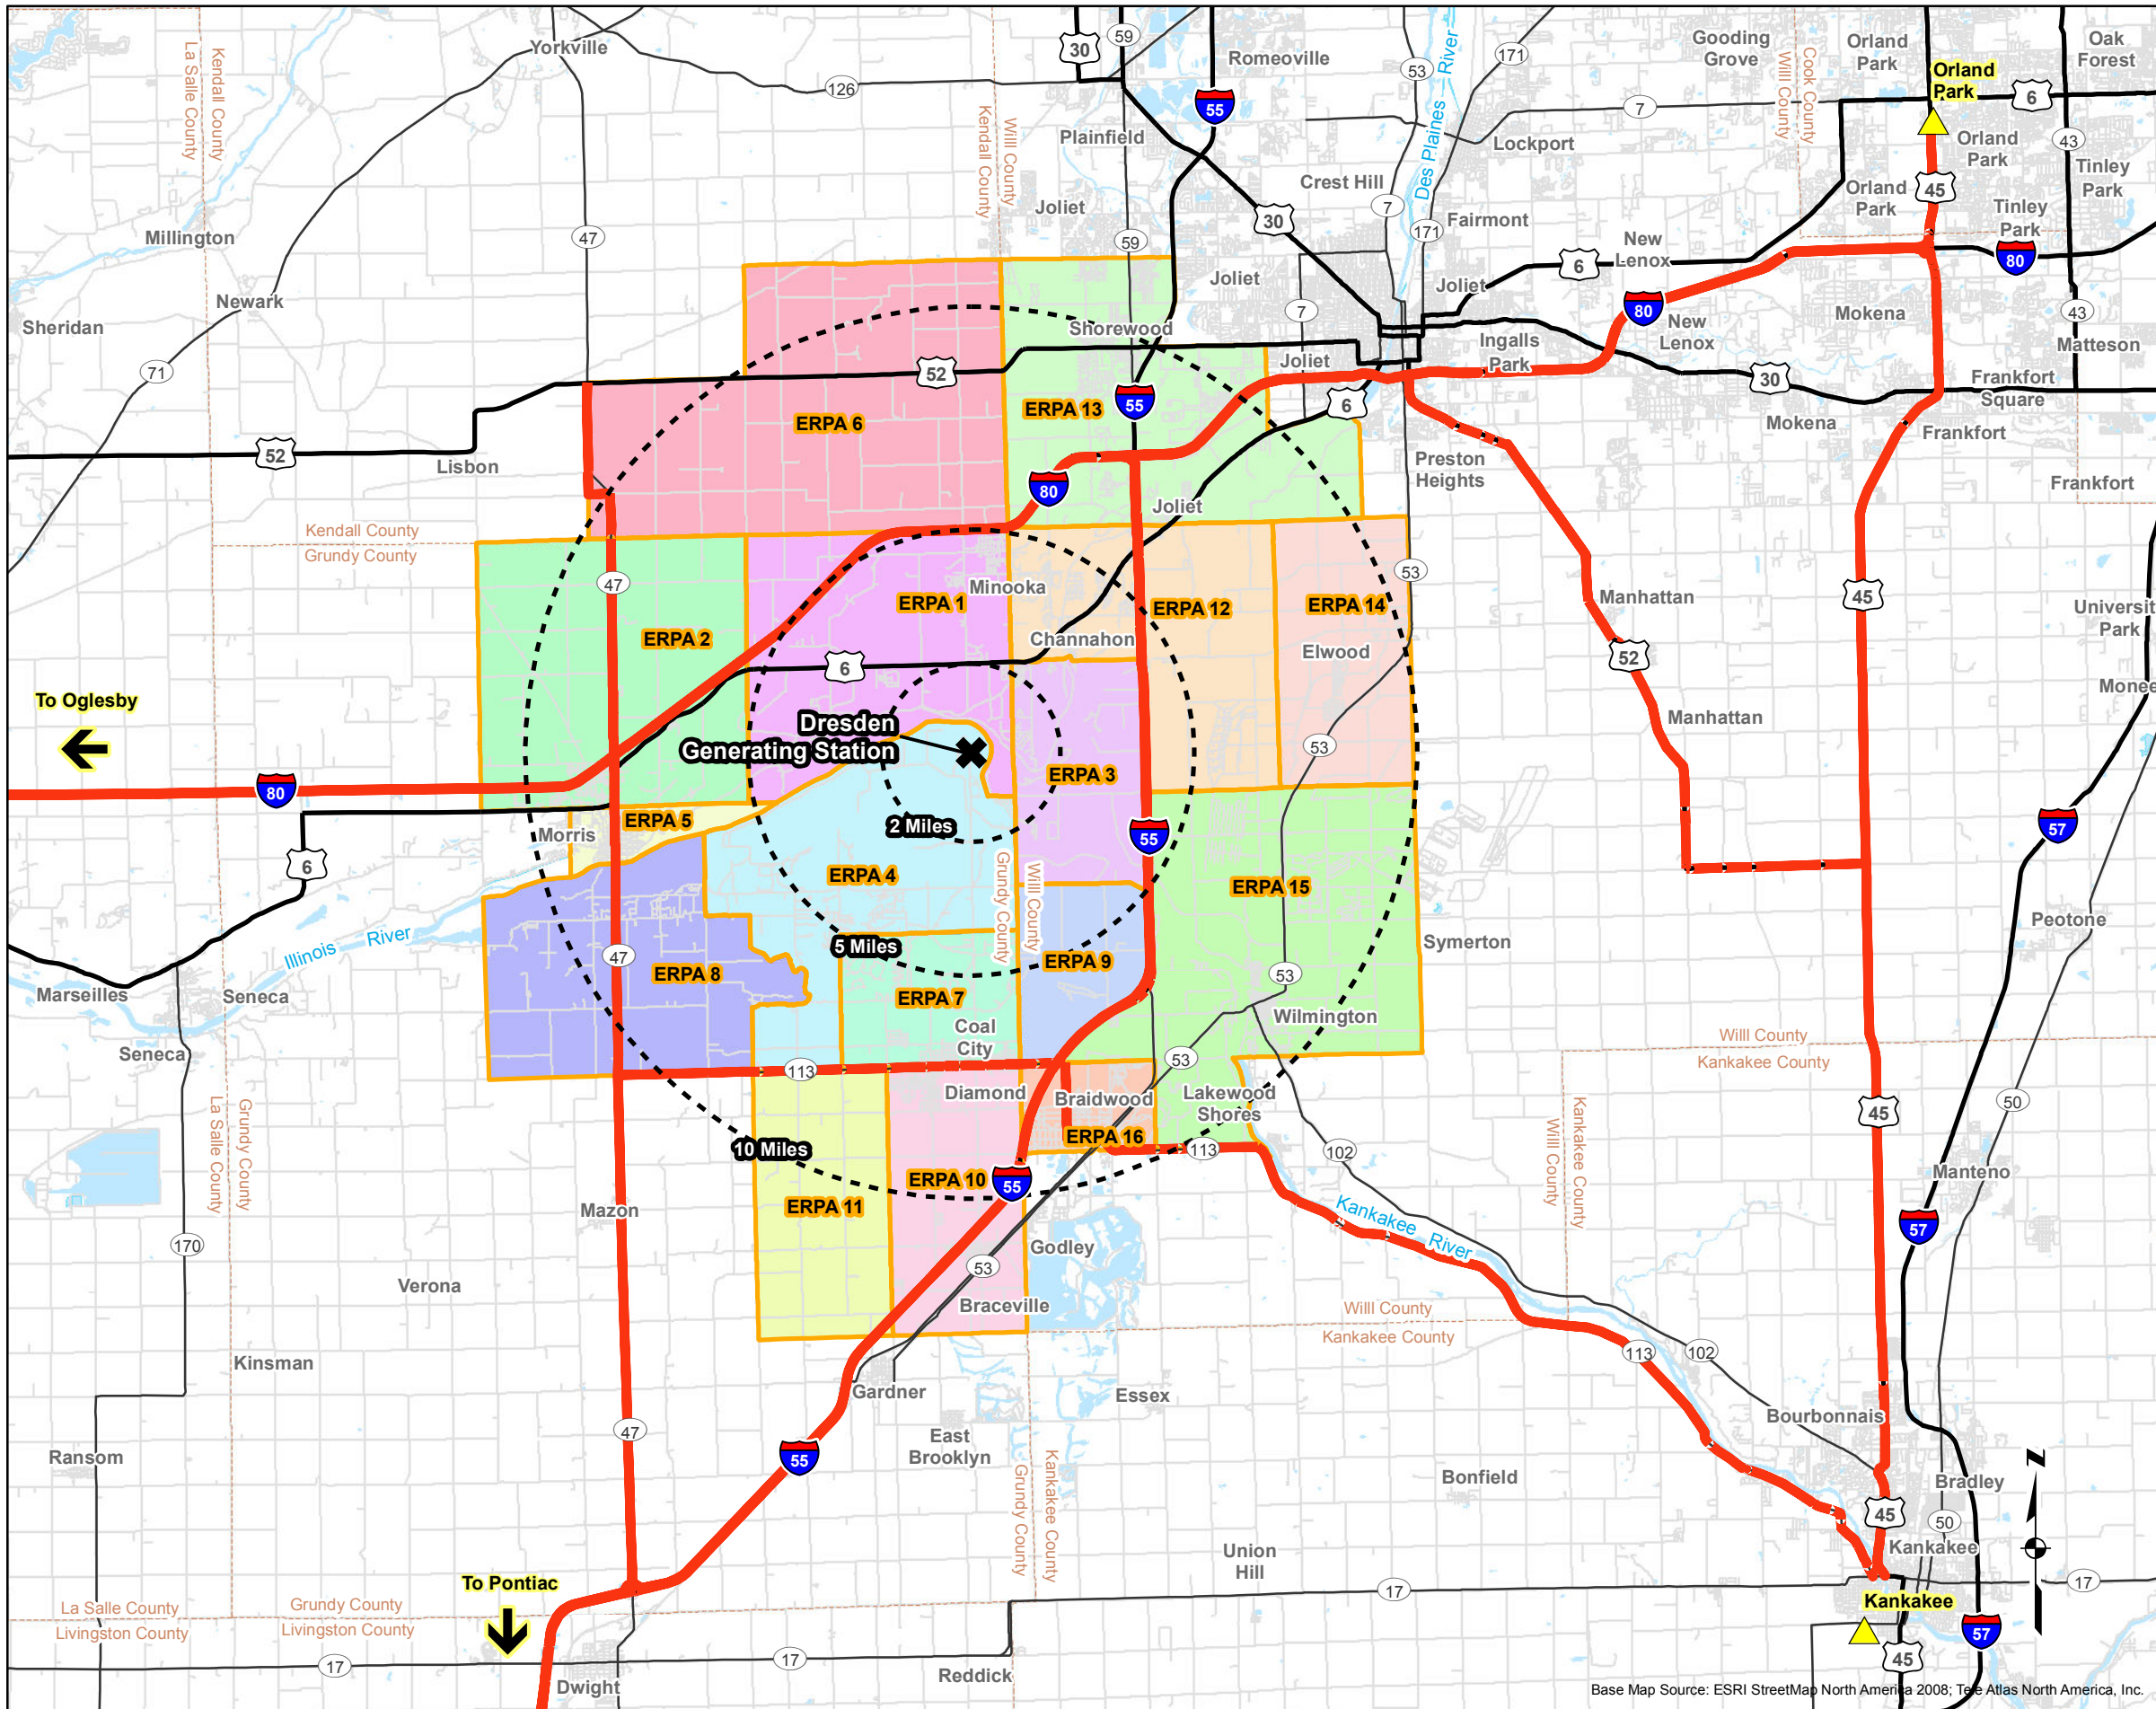 Yorkville
30
59
Romeoville
53
171
Gooding
Grove
Orland
Park
Oak
Forest
La Salle County
Kendall County
126
Kendall County
Willl County
55
Plainfield
Des Plaines River
7
Lockport
Willl County
Cook County
Orland
Park
6
Orland
Park
43
Tinley
Park
Crest Hill
Joliet
30
7
171
Fairmont
Orland
Park
45
Tinley
Park
Millington
47
59
New
Lenox
6
80
Newark
Joliet
Joliet
80
Mokena
43
Sheridan
Shorewood
7
New
Lenox
Ingalls
Park
Matteson
71
52
Joliet
30
Frankfort
Square
ERPA 6
ERPA 13
55
6
Mokena
Frankfort
52
Lisbon
Preston
Heights
80
Frankfort
Joliet
Kendall County
Grundy County
47
Minooka
53
ERPA 1
ERPA 12
ERPA 14
Manhattan
45
University
Park
ERPA 2
Channahon
Elwood
6
52
To Oglesby
Monee
Dresden
Generating Station
Manhattan
53
80
ERPA 3
ERPA 5
2 Miles
Morris
55
57
6
ERPA 4
Grundy County
Willl County
ERPA 15
Illinois River
5 Miles
Symerton
Peotone
47
ERPA 8
ERPA 9
53
Marseilles
Seneca
ERPA 7
Wilmington
Coal
City
Willl County
Kankakee County
Seneca
113
53
La Salle County
Grundy County
Diamond
Braidwood
Lakewood
Shores
Willl County
Kankakee County
45
50
ERPA 16
10 Miles
113
102
ERPA 10
55
Manteno
Mazon
ERPA 11
Kankakee River
57
170
Godley
53
Verona
Braceville
Willl County
Kankakee County
113
102
Kinsman
Gardner
Essex
Bourbonnais
47
East
Brooklyn
55
Ransom
Grundy County
Kankakee County
Bonfield
Bradley
N
45
50
Kankakee
Union
Hill
To Pontiac
17
17
La Salle County
Livingston County
Grundy County
Livingston County
Kankakee
57
17
17
Reddick
45
Dwight
Base Map Source: ESRI StreetMap North America 2008; Tele Atlas North America, Inc.